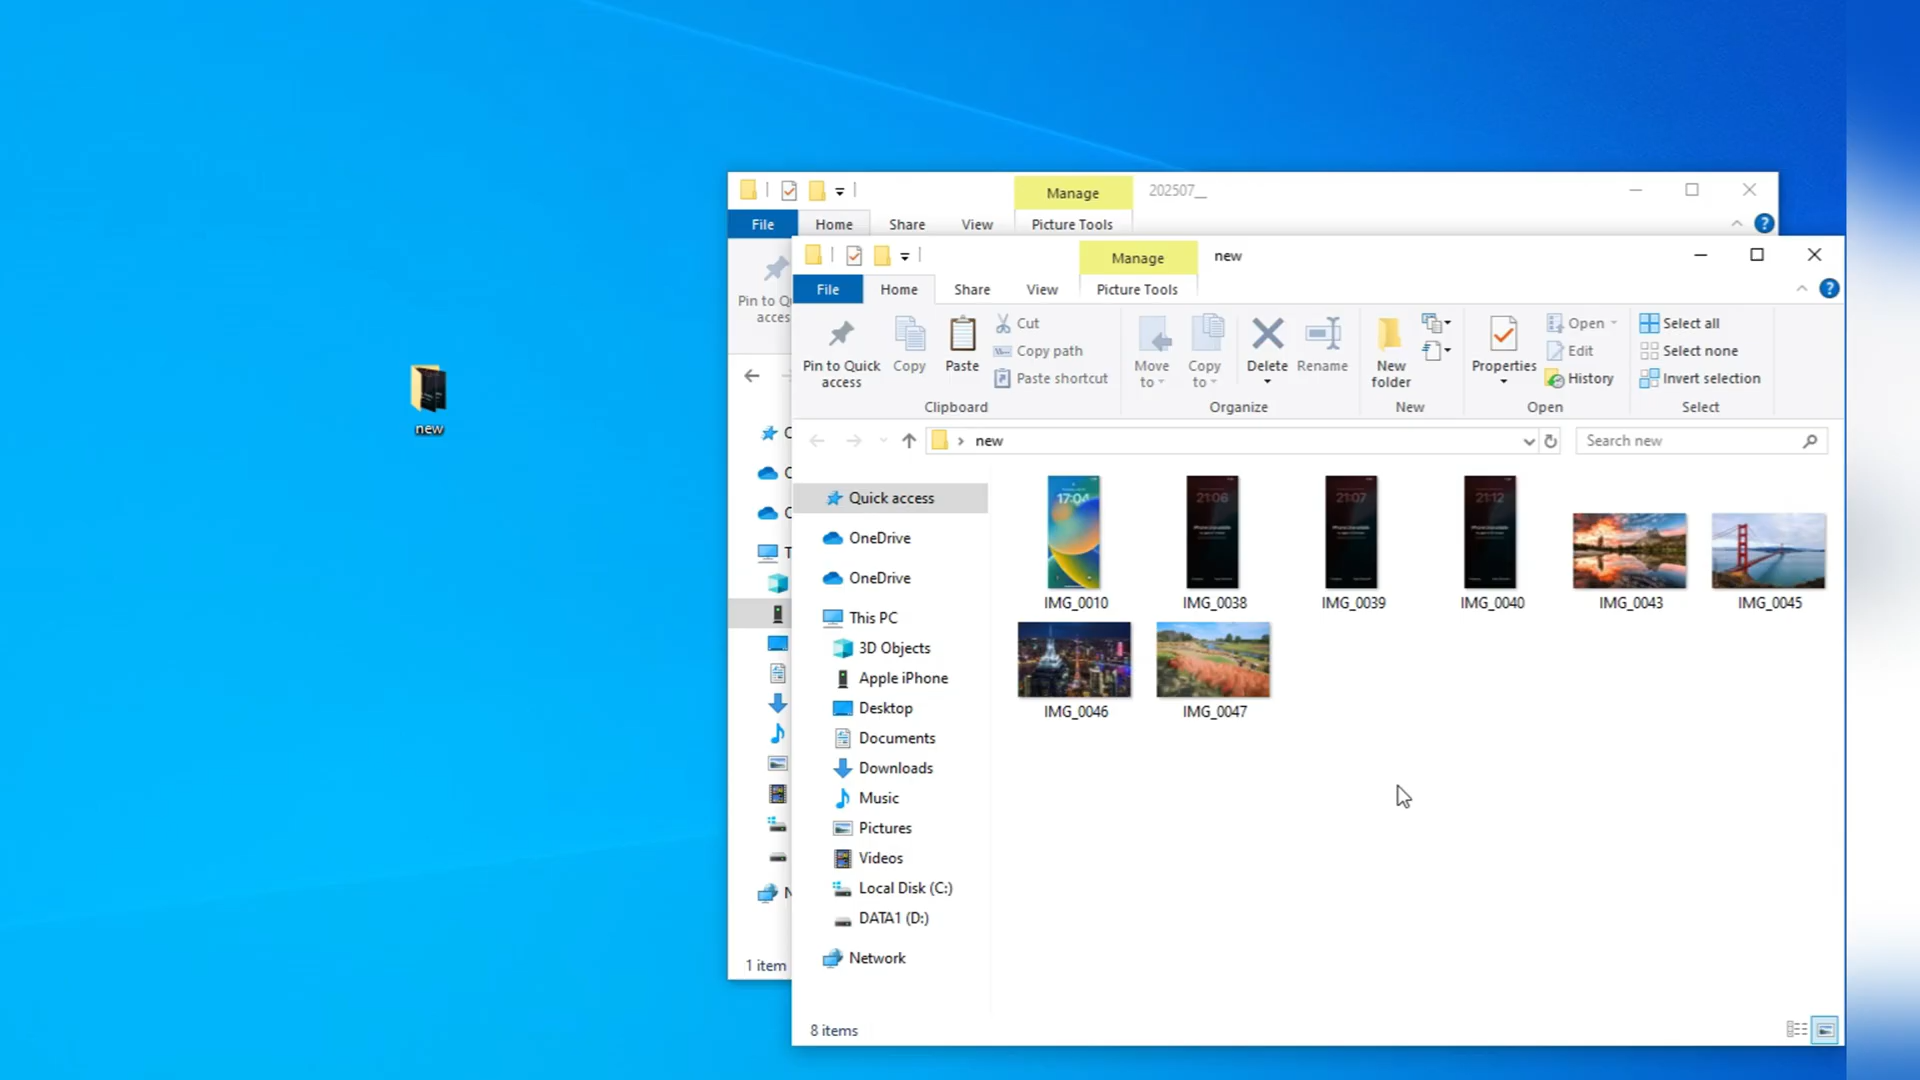 new
Manage 202507__
File Home Share View Picture Tools
Pin to Qu
acces
1 item
Manage new
File Home Share View Picture Tools
Pin to Quick access
Copy
Paste
Cut
Copy path
Paste shortcut
Clipboard
Move to
Copy to
Delete
Rename
Organize
New folder
New
Properties
Open
Edit
History
Open
Select all
Select none
Invert selection
Select
new
Search new
Quick access
OneDrive
OneDrive
This PC
3D Objects
Apple iPhone
Desktop
Documents
Downloads
Music
Pictures
Videos
Local Disk (C:)
DATA1 (D:)
Network
17:04
21:06
21:07
21:12
IMG_0010 IMG_0038 IMG_0039 IMG_0040 IMG_0043 IMG_0045
IMG_0046 IMG_0047
8 items